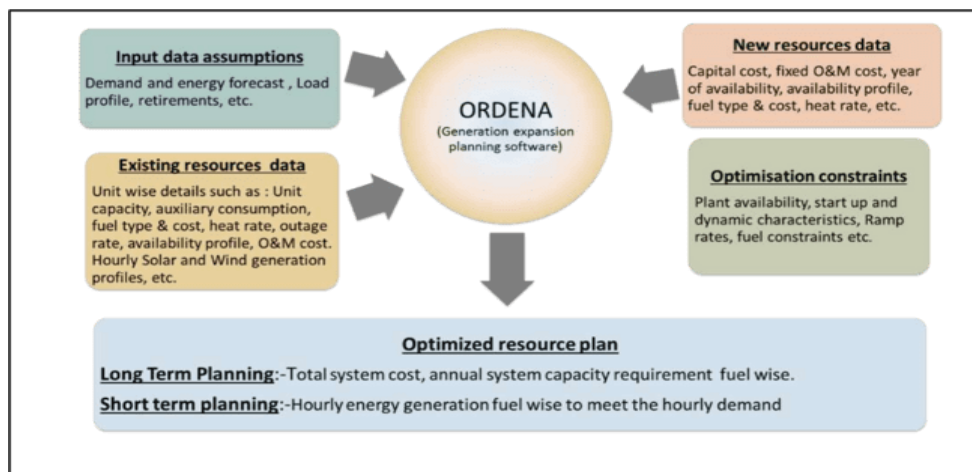 Input data assumptions
Demand and energy forecast , Load
profile, retirements, etc.
Existing resources data
Unit wise details such as : Unit
capacity, auxiliary consumption,
fuel type & cost, heat rate, outage
rate, availability profile, O&M cost.
Hourly Solar and Wind generation
profiles, etc.
ORDENA
(Generation expansion
planning software)
New resources data
Capital cost, fixed O&M cost, year
of availability, availability profile,
fuel type & cost, heat rate, etc.
Optimisation constraints
Plant availability, start up and
dynamic characteristics, Ramp
rates, fuel constraints etc.
Optimized resource plan
Long Term Planning:-Total system cost, annual system capacity requirement fuel wise.
Short term planning:-Hourly energy generation fuel wise to meet the hourly demand